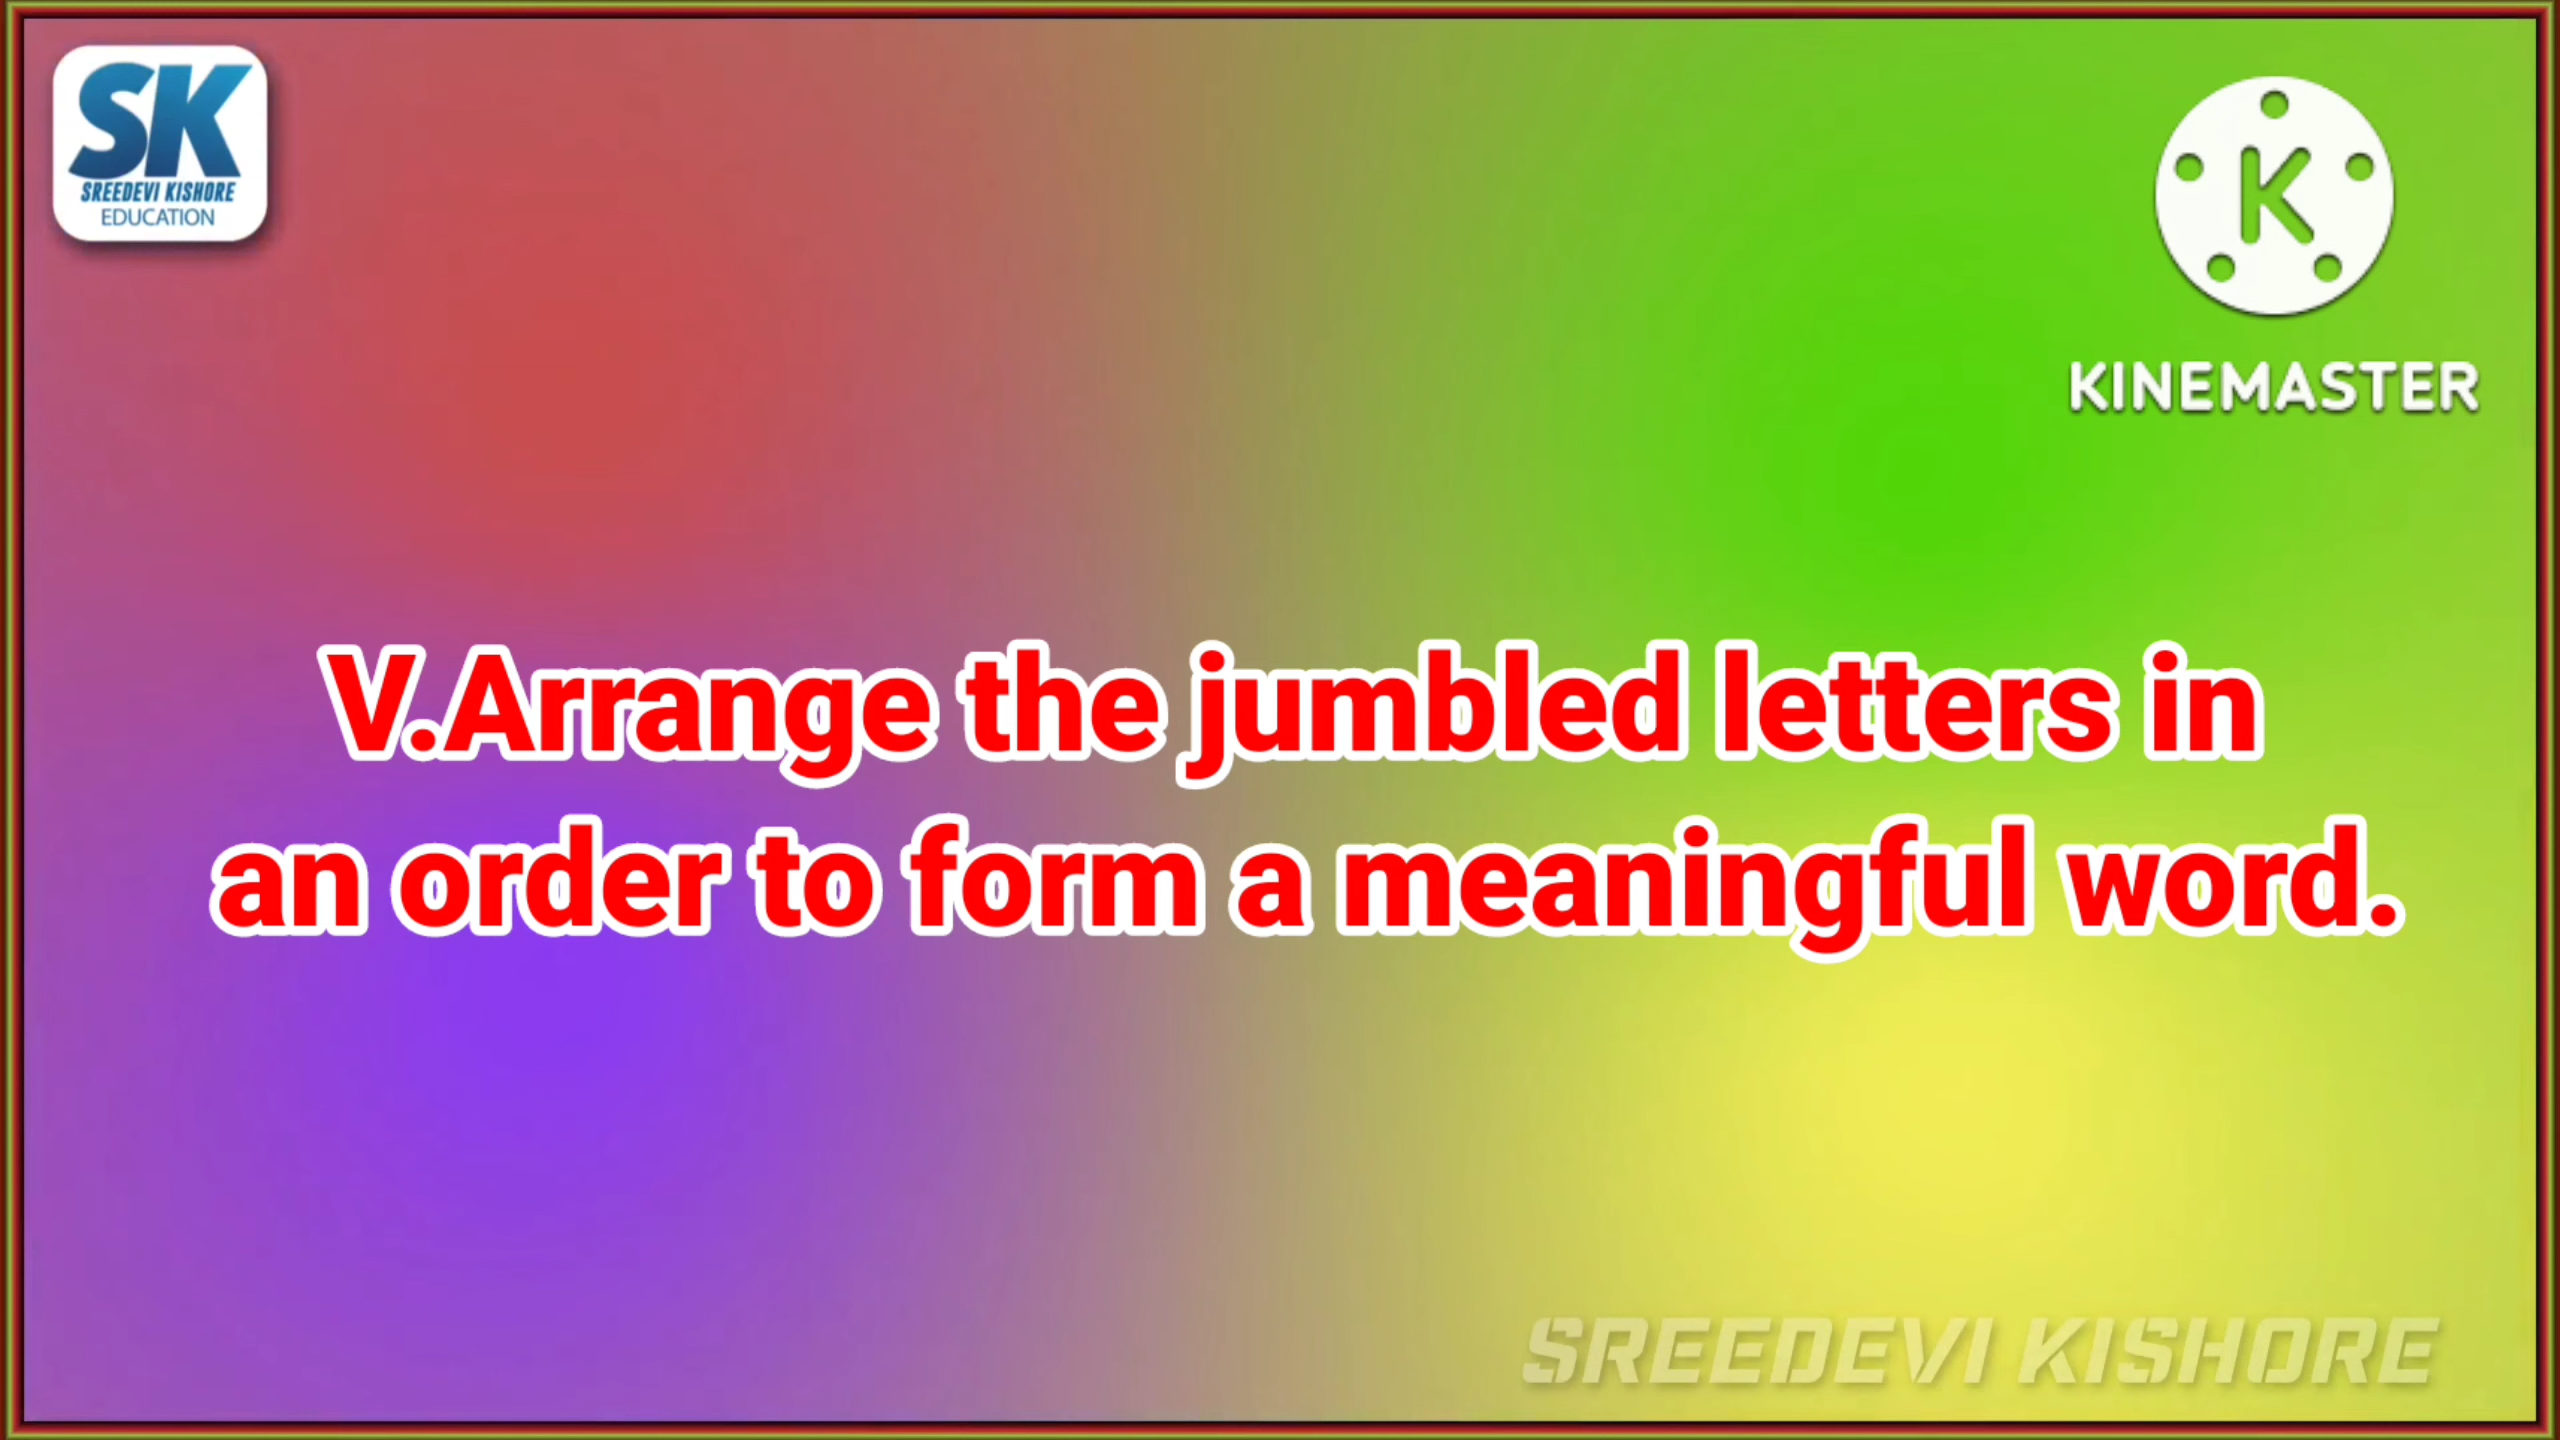 SK
SREEDEVI KISHORE
EDUCATION
K
KINEMASTER
V.Arrange the jumbled letters in
an order to form a meaningful word.
SREEDEVI KISHORE